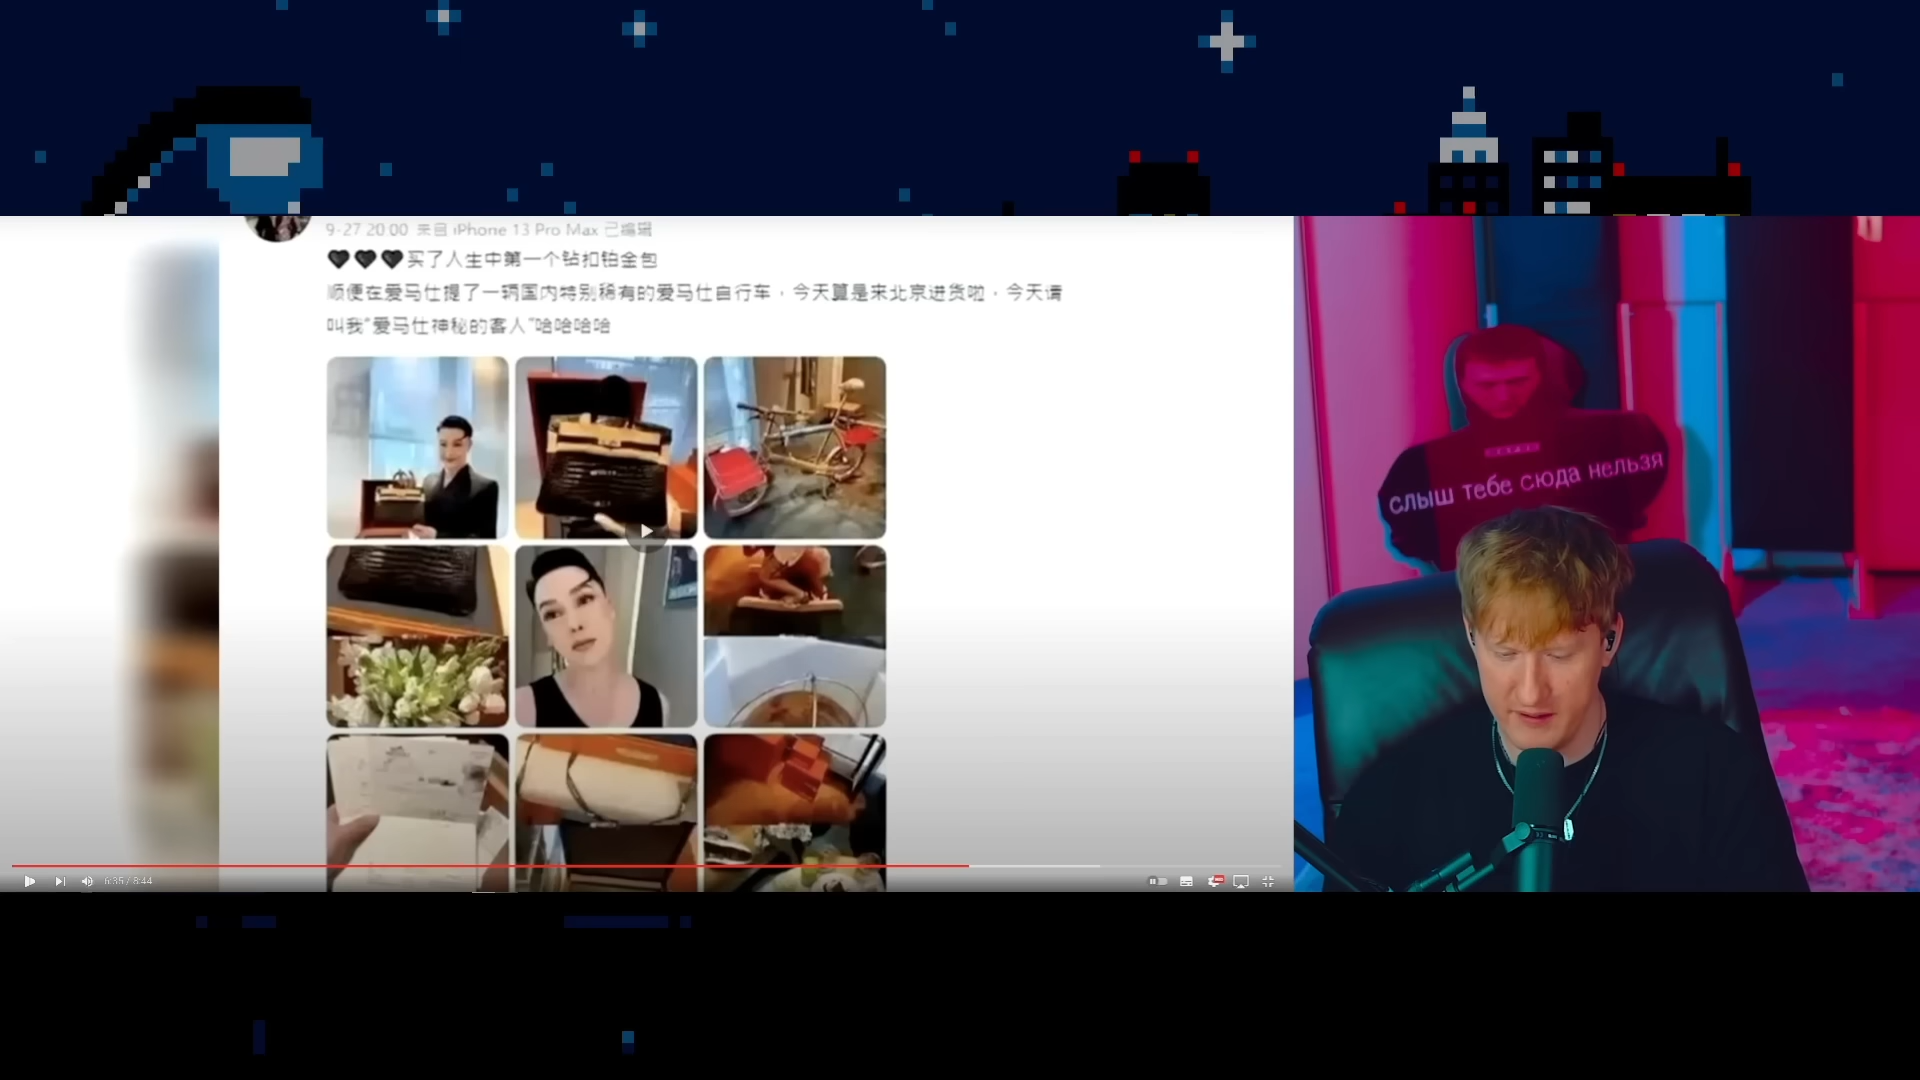 9-27 20:00 来自 iPhone 13 Pro Max 已编辑
🖤🖤🖤买了人生中第一个钻扣铂金包
顺便在爱马仕提了一辆国内特别稀有的爱马仕自行车，今天算是来北京进货啦，今天请
叫我“爱马仕神秘的客人”哈哈哈哈
слыш тебе сюда нельзя
6:35 / 8:44